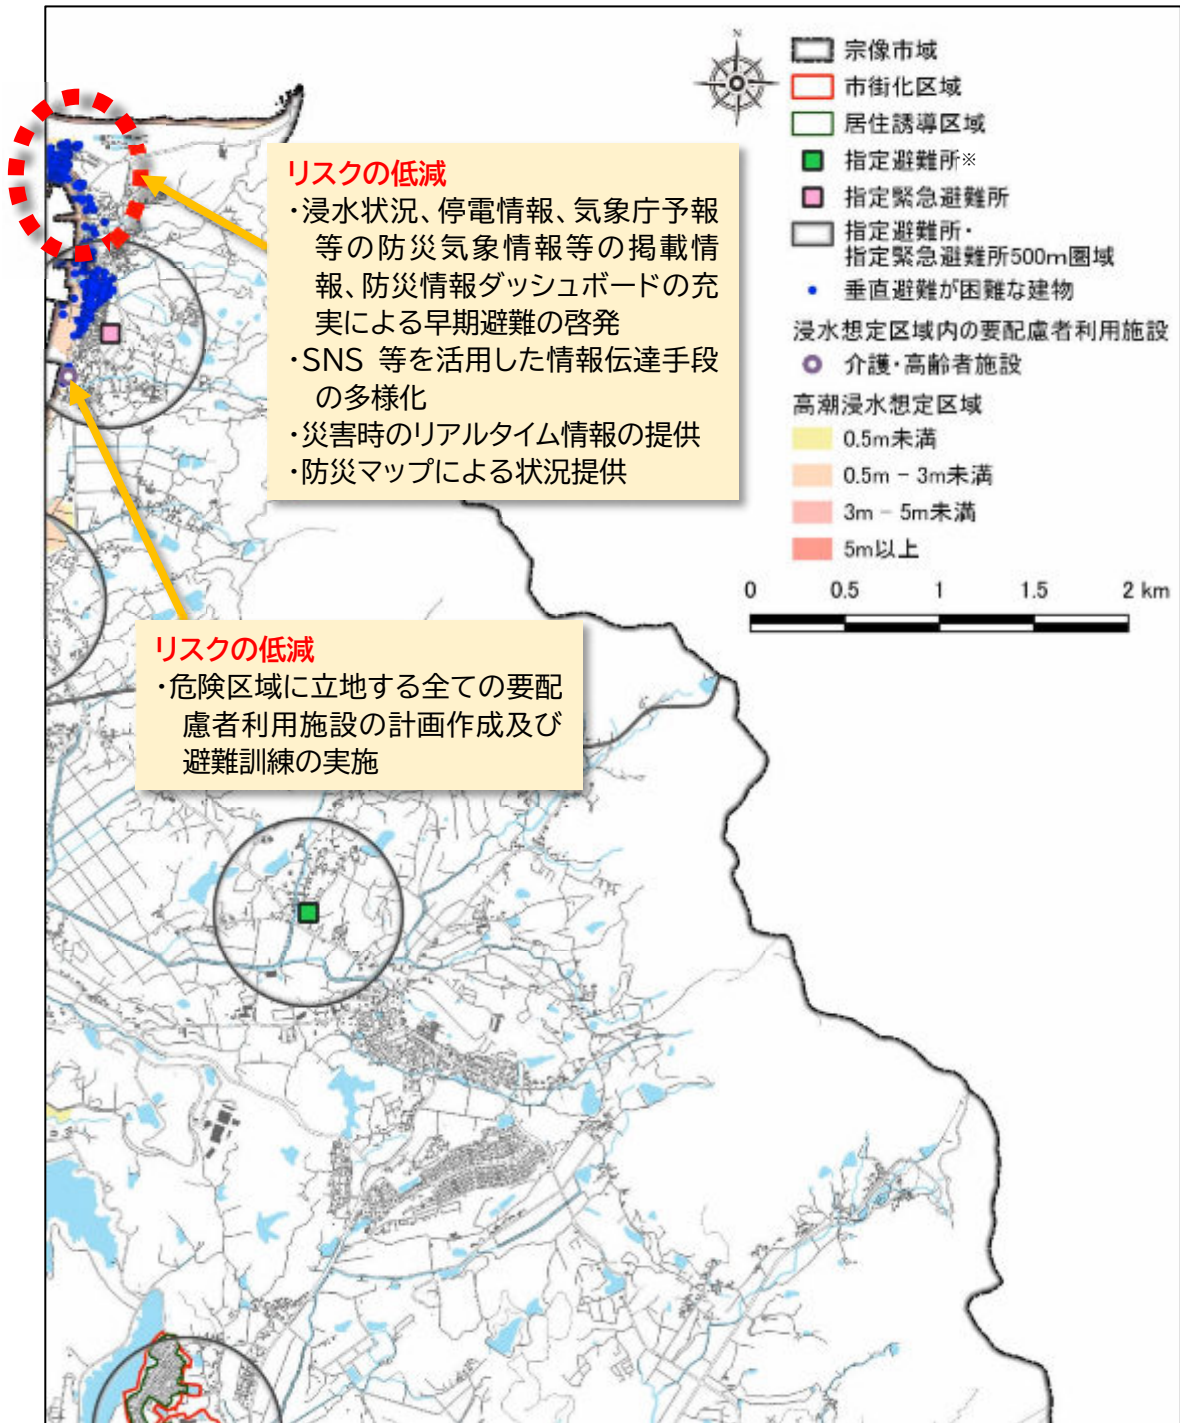 N
宗像市域
市街化区域
居住誘導区域
指定避難所※
指定緊急避難所
指定避難所・
指定緊急避難所500m圏域
垂直避難が困難な建物
浸水想定区域内の要配慮者利用施設
介護・高齢者施設
高潮浸水想定区域
0.5m未満
0.5m － 3m未満
3m － 5m未満
5m以上
0 0.5 1 1.5 2 km
リスクの低減
・浸水状況、停電情報、気象庁予報
等の防災気象情報等の掲載情
報、防災情報ダッシュボードの充
実による早期避難の啓発
・SNS 等を活用した情報伝達手段
の多様化
・災害時のリアルタイム情報の提供
・防災マップによる状況提供
リスクの低減
・危険区域に立地する全ての要配
慮者利用施設の計画作成及び
避難訓練の実施